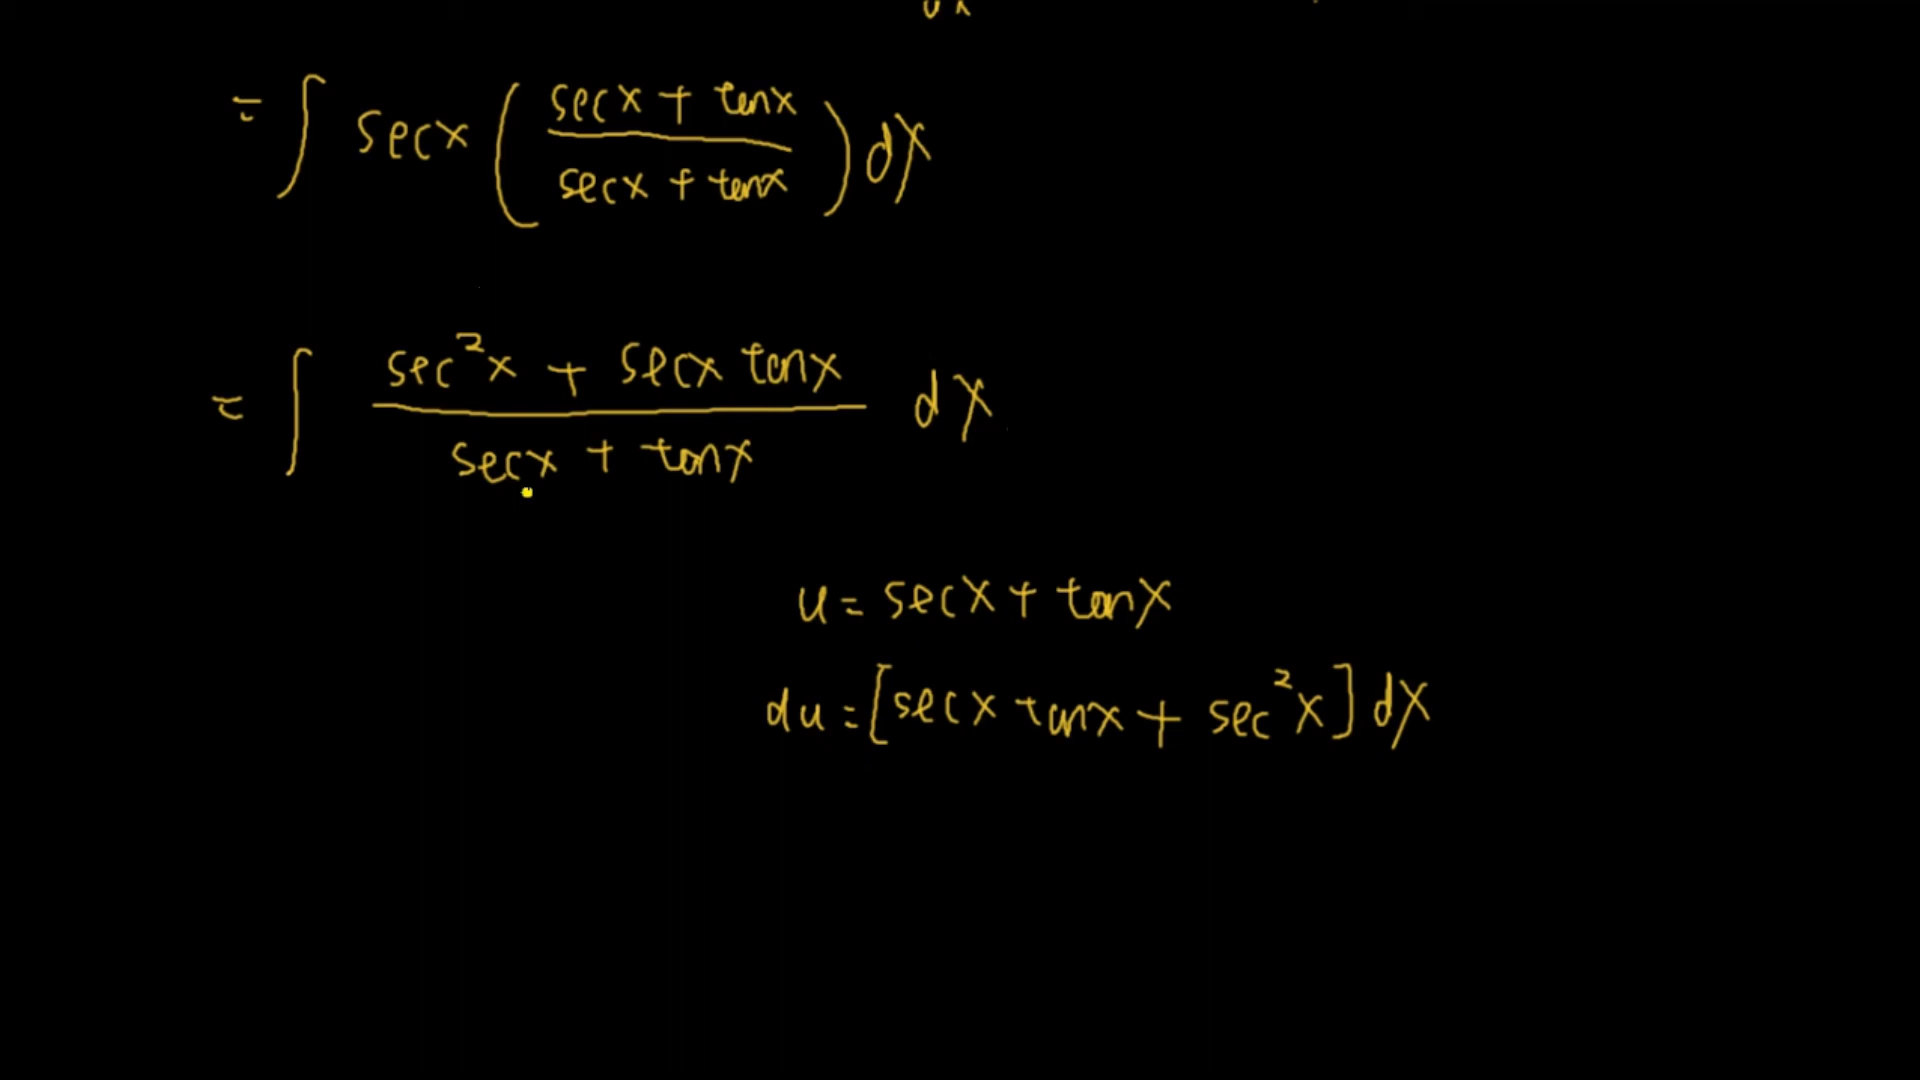 = ∫ secx ( secx + tanx / secx + tanx ) dx
= ∫ sec²x + secx tanx / secx + tanx dx
u = secx + tanx
du = [secx tanx + sec²x] dx